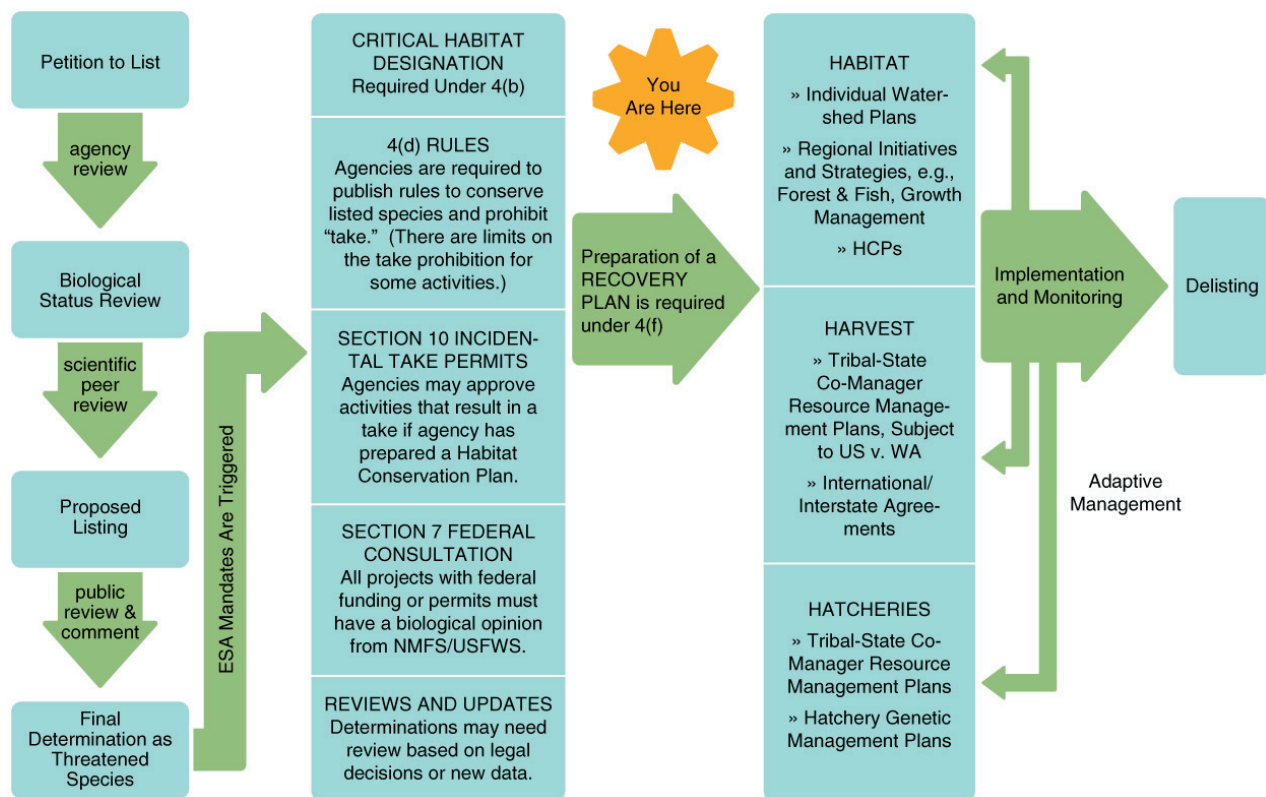 Petition to List
agency
review
Biological
Status Review
scientific
peer
review
Proposed
Listing
public
review &
comment
Final
Determination as
Threatened
Species
ESA Mandates Are Triggered
CRITICAL HABITAT
DESIGNATION
Required Under 4(b)
4(d) RULES
Agencies are required to
publish rules to conserve
listed species and prohibit
“take.”  (There are limits on
the take prohibition for
some activities.)
SECTION 10 INCIDEN-
TAL TAKE PERMITS
Agencies may approve
activities that result in a
take if agency has
prepared a Habitat
Conservation Plan.
SECTION 7 FEDERAL
CONSULTATION
All projects with federal
funding or permits must
have a biological opinion
from NMFS/USFWS.
REVIEWS AND UPDATES
Determinations may need
review based on legal
decisions or new data.
You
Are Here
Preparation of a
RECOVERY
PLAN is required
under 4(f)
HABITAT
» Individual Water-
shed Plans
» Regional Initiatives
and Strategies, e.g.,
Forest & Fish, Growth
Management
» HCPs
HARVEST
» Tribal-State
Co-Manager
Resource Manage-
ment Plans, Subject
to US v. WA
» International/
Interstate Agree-
ments
HATCHERIES
» Tribal-State Co-
Manager Resource
Management Plans
» Hatchery Genetic
Management Plans
Implementation
and Monitoring
Adaptive
Management
Delisting